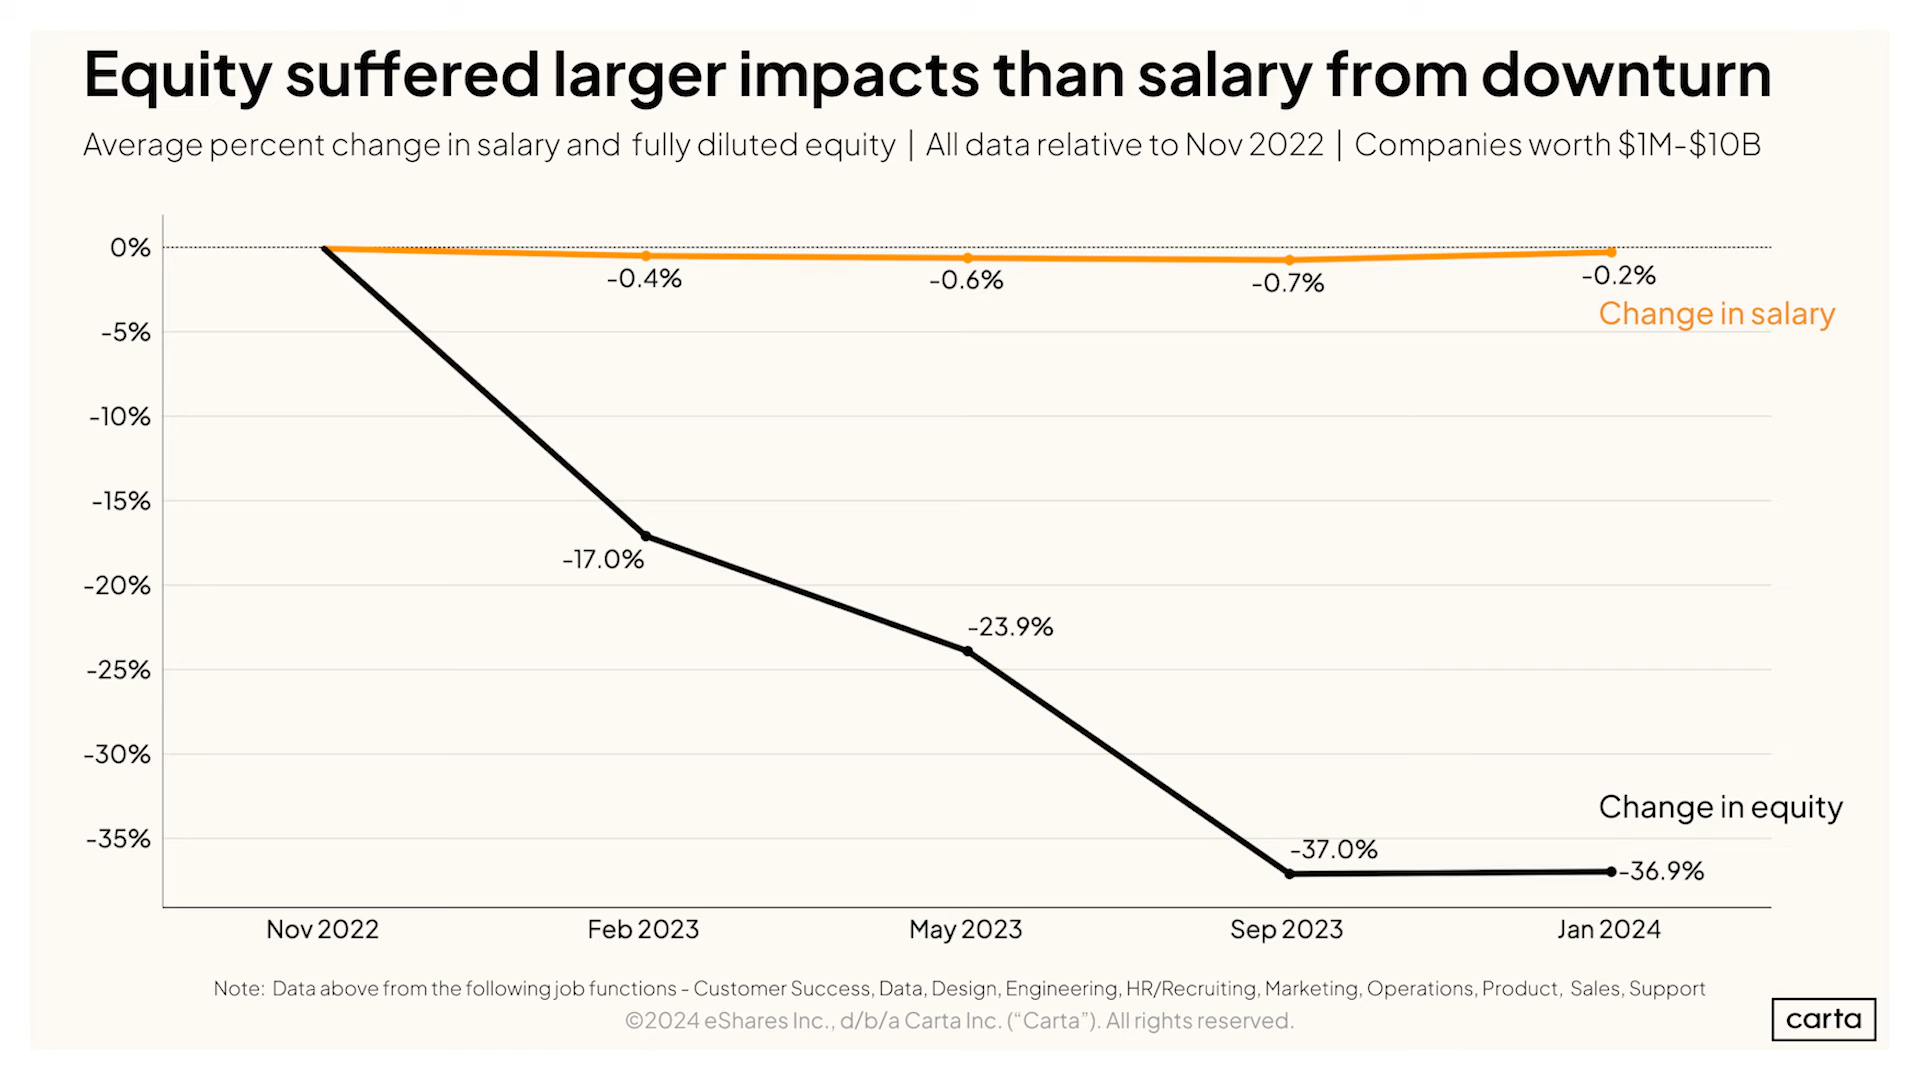 Equity suffered larger impacts than salary from downturn
Average percent change in salary and fully diluted equity | All data relative to Nov 2022 | Companies worth $1M-$10B
0%
-0.4%
-0.6%
-0.7%
-0.2%
Change in salary
-5%
-10%
-15%
-17.0%
-20%
-23.9%
-25%
-30%
Change in equity
-35%
-37.0%
-36.9%
Nov 2022
Feb 2023
May 2023
Sep 2023
Jan 2024
Note: Data above from the following job functions - Customer Success, Data, Design, Engineering, HR/Recruiting, Marketing, Operations, Product, Sales, Support
©2024 eShares Inc., d/b/a Carta Inc. (“Carta”). All rights reserved.
carta